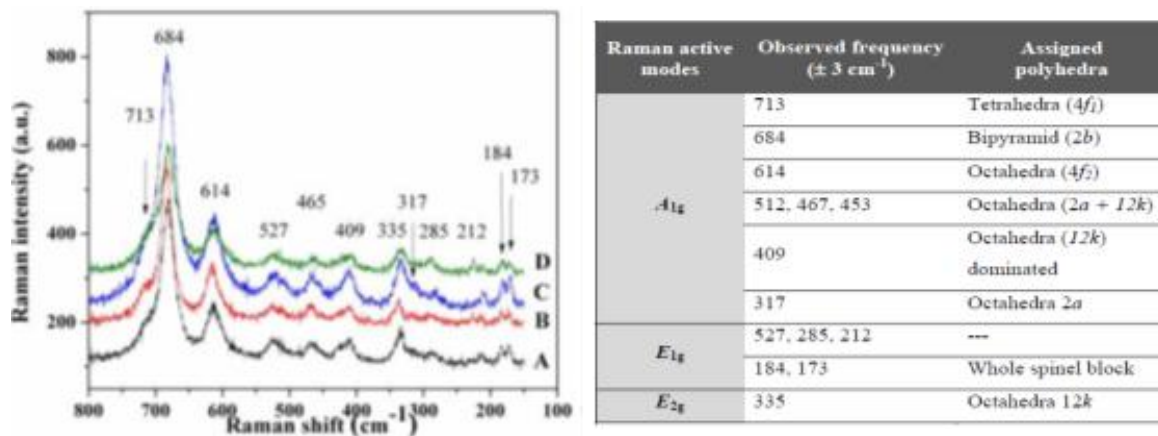 800
600
400
200
Raman intensity (a.u.)
684
713
614
527
465
409
335
317
285
212
184
173
D
C
B
A
800 700 600 500 400 300 200 100
Raman shift (cm-1)
Raman active modes Observed frequency (± 3 cm-1) Assigned polyhedra
A1g
713 Tetrahedra (4f1)
684 Bipyramid (2b)
614 Octahedra (4f2)
512, 467, 453 Octahedra (2a + 12k)
409 Octahedra (12k) dominated
317 Octahedra 2a
E1g
527, 285, 212 ---
184, 173 Whole spinel block
E2g
335 Octahedra 12k